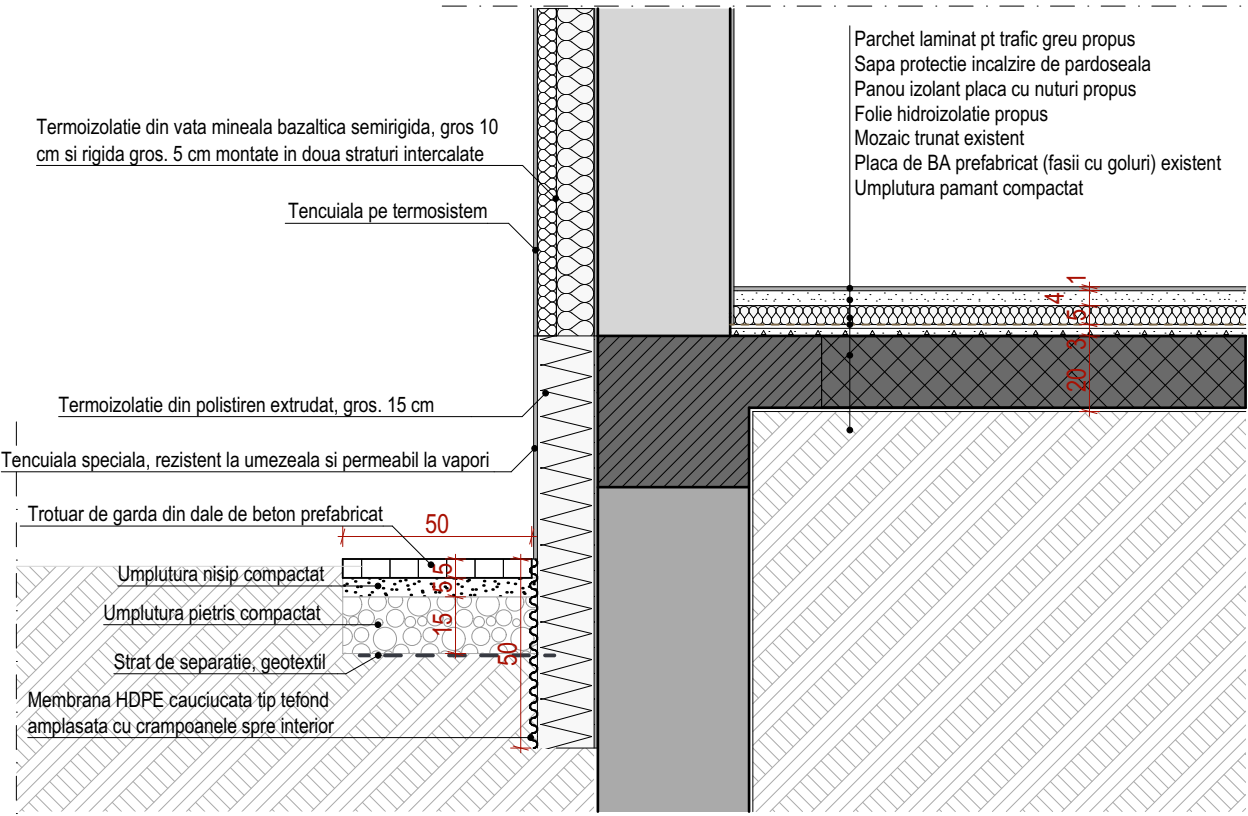 Parchet laminat pt trafic greu propus
Sapa protectie incalzire de pardoseala
Panou izolant placa cu nuturi propus
Folie hidroizolatie propus
Mozaic trunat existent
Placa de BA prefabricat (fasii cu goluri) existent
Umplutura pamant compactat
Termoizolatie din vata mineala bazaltica semirigida, gros 10
cm si rigida gros. 5 cm montate in doua straturi intercalate
Tencuiala pe termosistem
1
4
5
3
20
Termoizolatie din polistiren extrudat, gros. 15 cm
Tencuiala speciala, rezistent la umezeala si permeabil la vapori
Trotuar de garda din dale de beton prefabricat
50
Umplutura nisip compactat
5
5
Umplutura pietris compactat
15
50
Strat de separatie, geotextil
Membrana HDPE cauciucata tip tefond
amplasata cu crampoanele spre interior